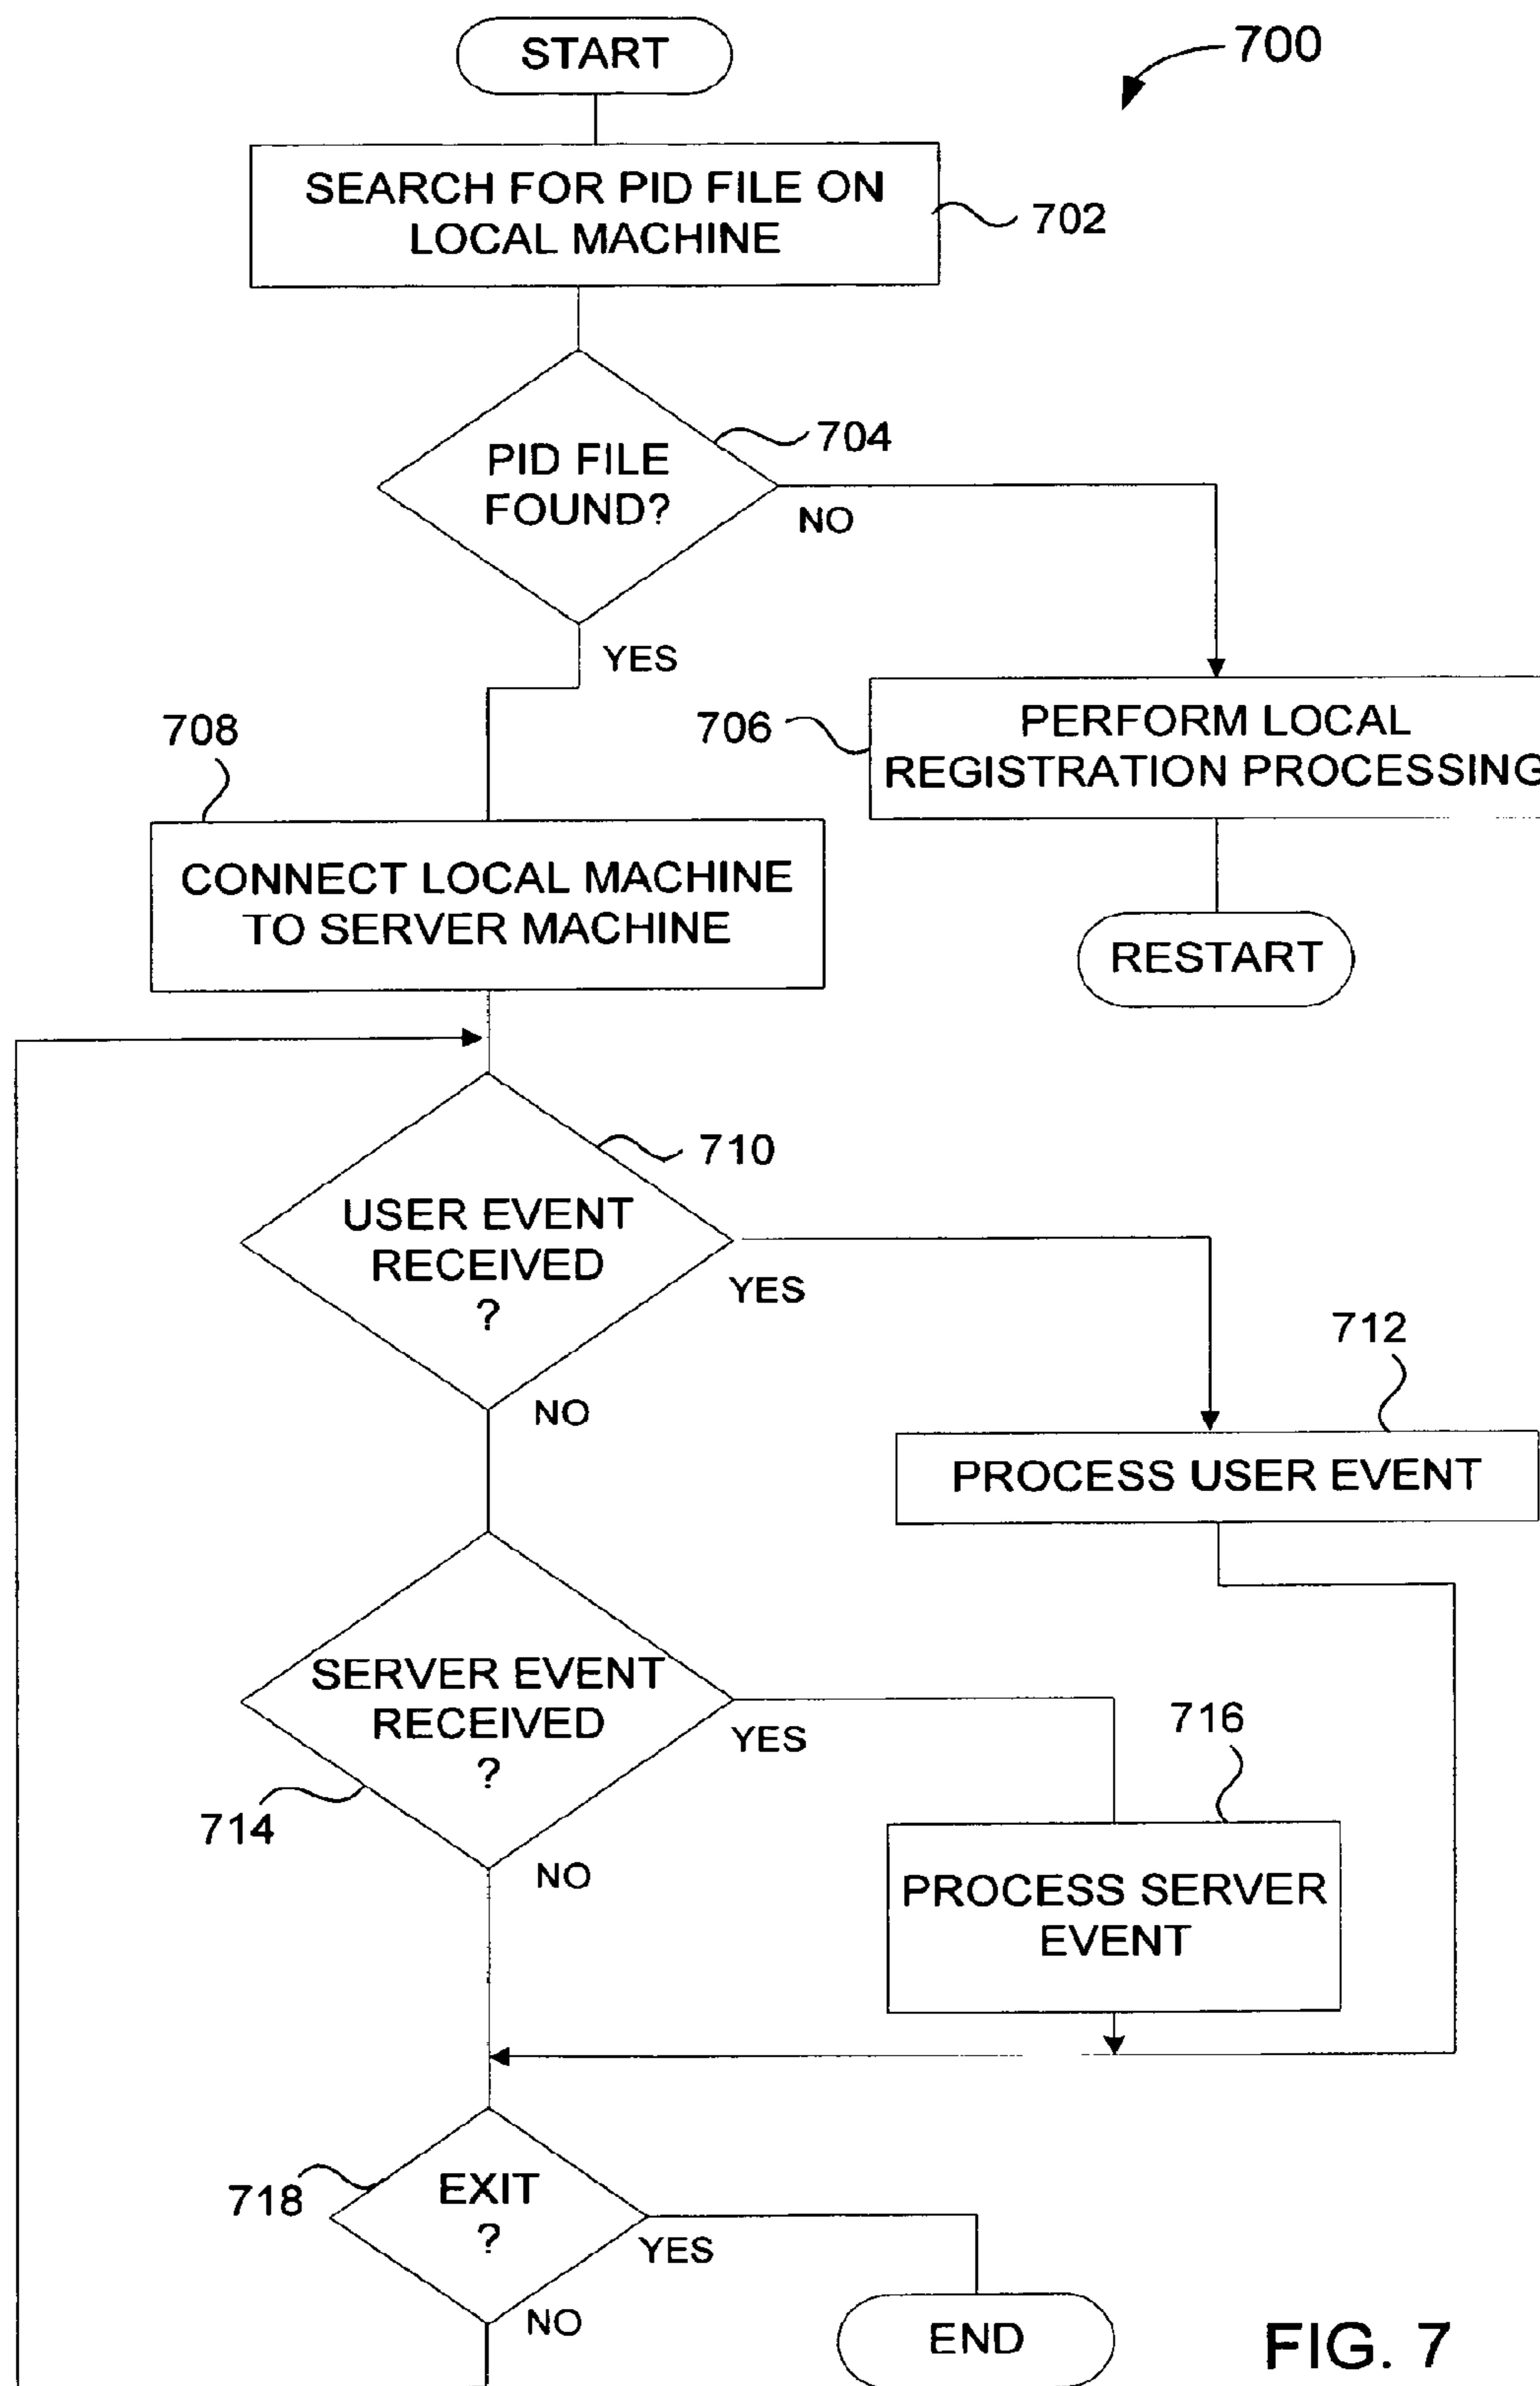 START
700
SEARCH FOR PID FILE ON
LOCAL MACHINE
702
704
PID FILE
FOUND?
NO
YES
708
706
PERFORM LOCAL
REGISTRATION PROCESSING
CONNECT LOCAL MACHINE
TO SERVER MACHINE
RESTART
710
USER EVENT
RECEIVED
?
YES
NO
712
PROCESS USER EVENT
SERVER EVENT
RECEIVED
?
YES
714
NO
716
PROCESS SERVER
EVENT
718
EXIT
?
YES
NO
END
FIG. 7